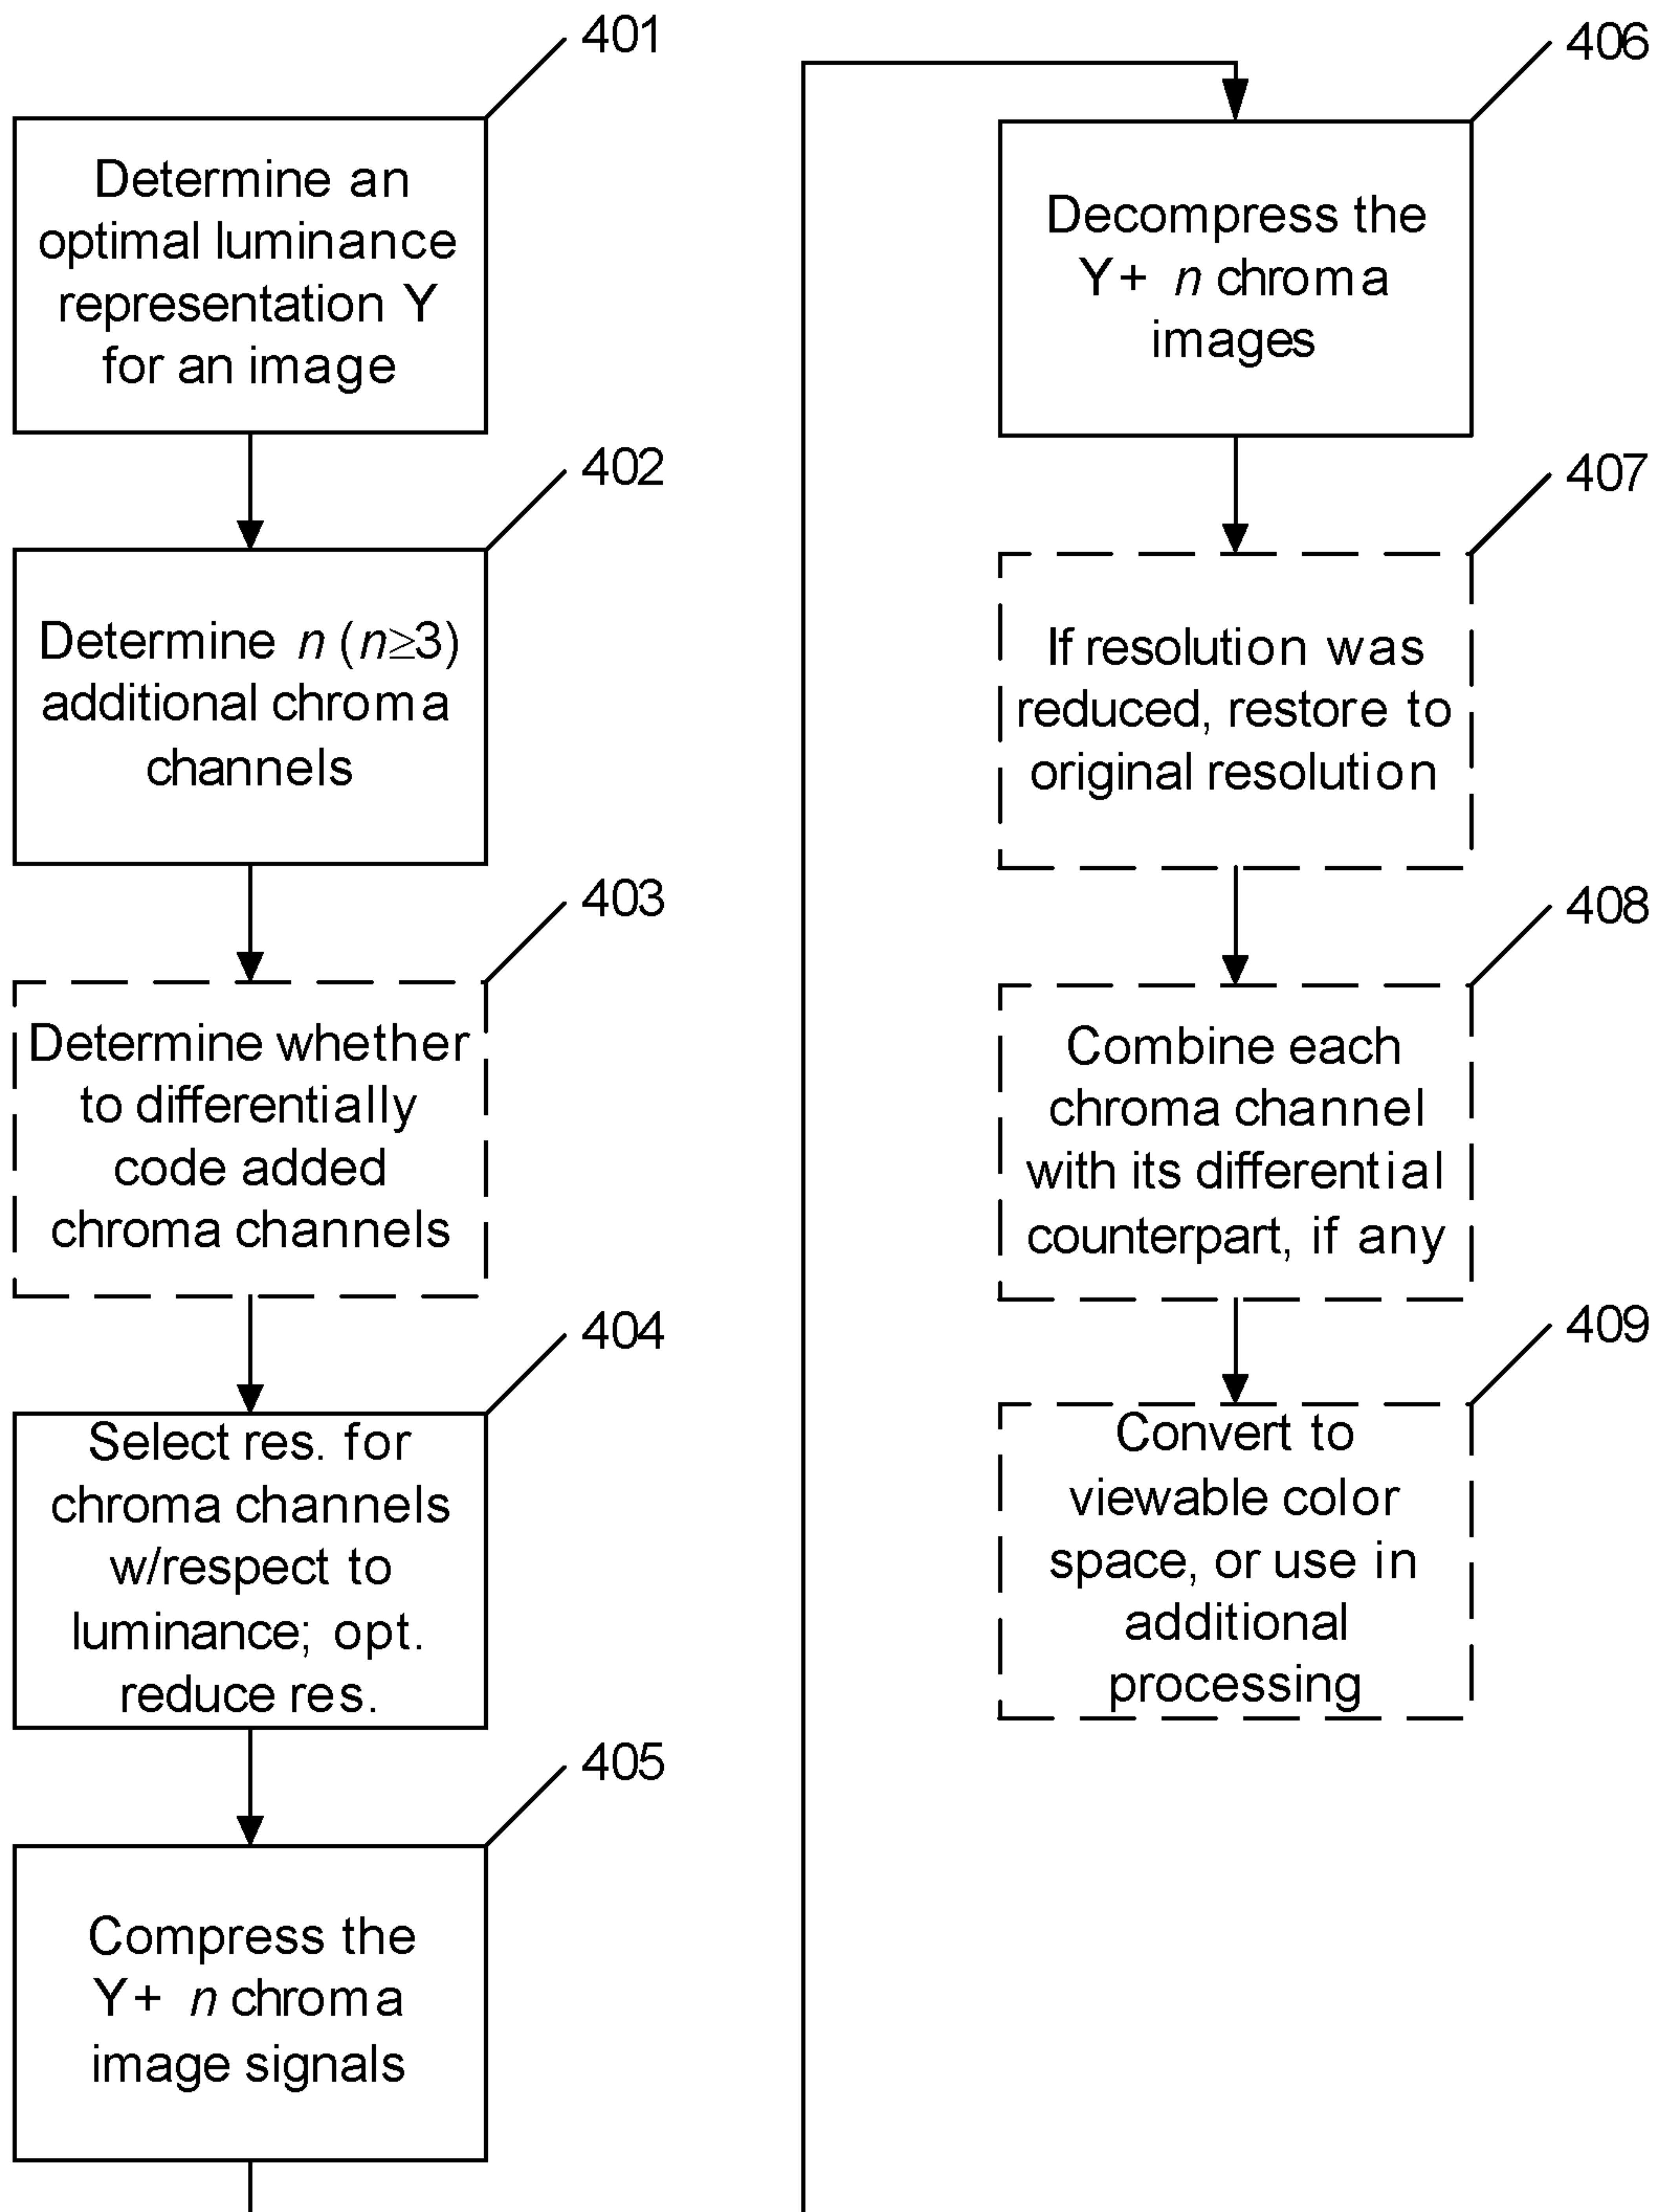 401
Determine an
optimal luminance
representation Y
for an image
402
Determine n (n≥3)
additional chroma
channels
403
Determine whether
to differentially
code added
chroma channels
404
Select res. for
chroma channels
w/respect to
luminance; opt.
reduce res.
405
Compress the
Y+ n chroma
image signals
406
Decompress the
Y+ n chroma
images
407
If resolution was
reduced, restore to
original resolution
408
Combine each
chroma channel
with its differential
counterpart, if any
409
Convert to
viewable color
space, or use in
additional
processing